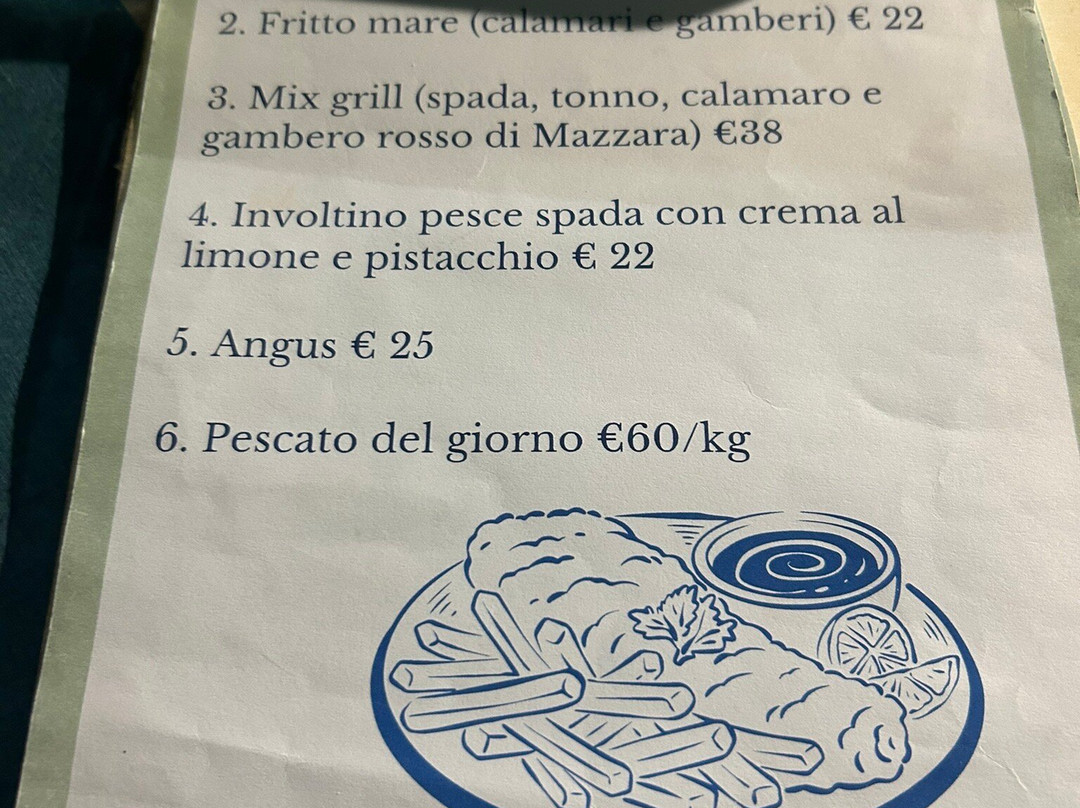 2. Fritto mare (calamari e gamberi) € 22
3. Mix grill (spada, tonno, calamaro e
gambero rosso di Mazzara) €38
4. Involtino pesce spada con crema al
limone e pistacchio € 22
5. Angus € 25
6. Pescato del giorno €60/kg